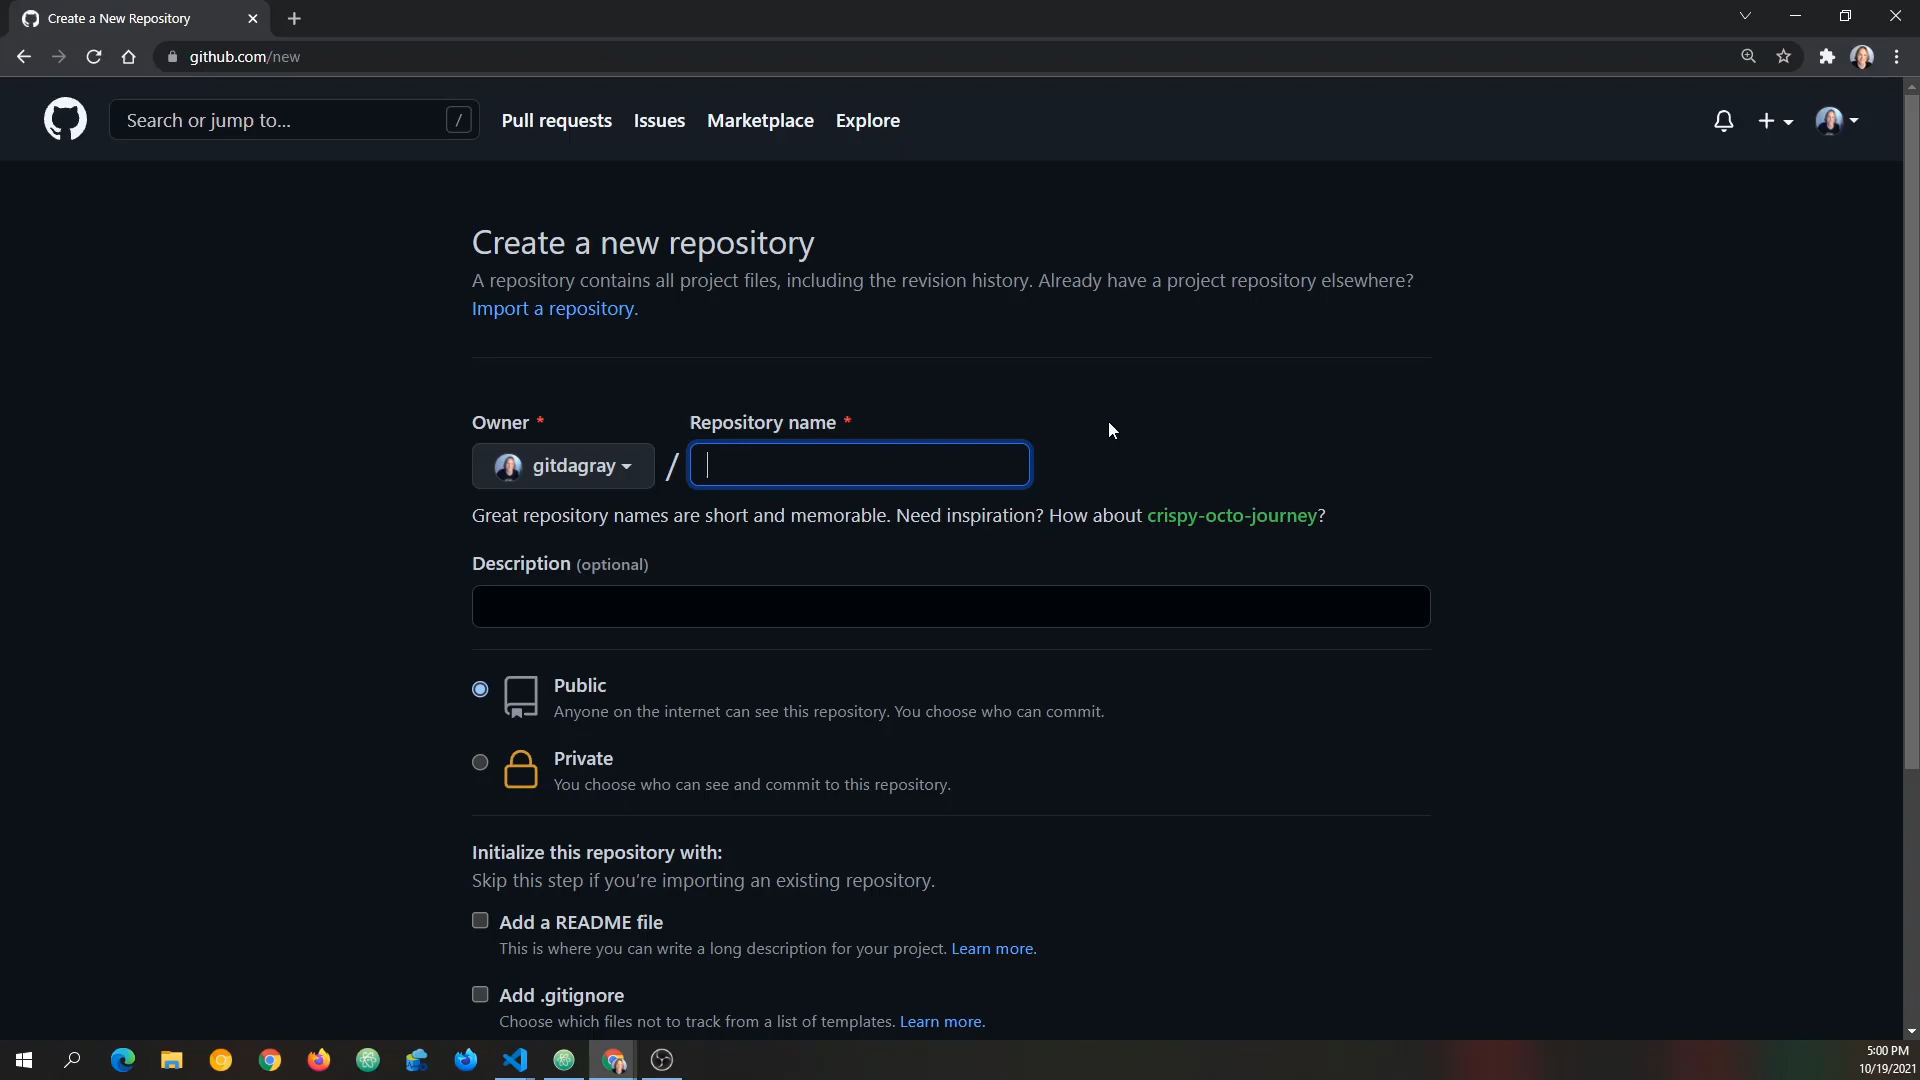 Create a New Repository
github.com/new
Search or jump to... /
Pull requests Issues Marketplace Explore
Create a new repository
A repository contains all project files, including the revision history. Already have a project repository elsewhere?
Import a repository.
Owner * Repository name *
gitdagray /
Great repository names are short and memorable. Need inspiration? How about crispy-octo-journey?
Description (optional)
Public
Anyone on the internet can see this repository. You choose who can commit.
Private
You choose who can see and commit to this repository.
Initialize this repository with:
Skip this step if you're importing an existing repository.
Add a README file
This is where you can write a long description for your project. Learn more.
Add .gitignore
Choose which files not to track from a list of templates. Learn more.
5:00 PM
10/19/2021